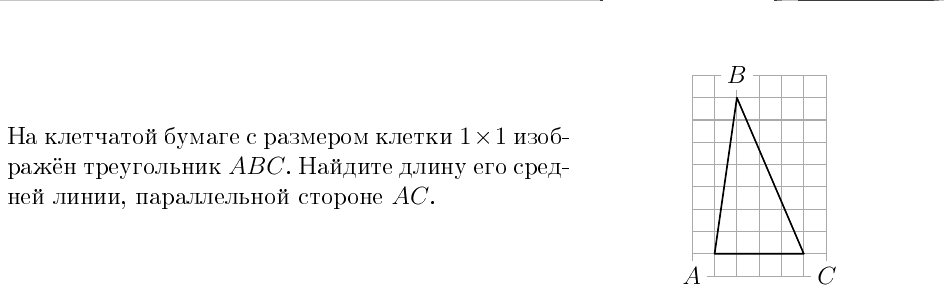 B
На клетчатой бумаге с размером клетки 1×1 изоб-
ражён треугольник ABC. Найдите длину его сред-
ней линии, параллельной стороне AC.
A C